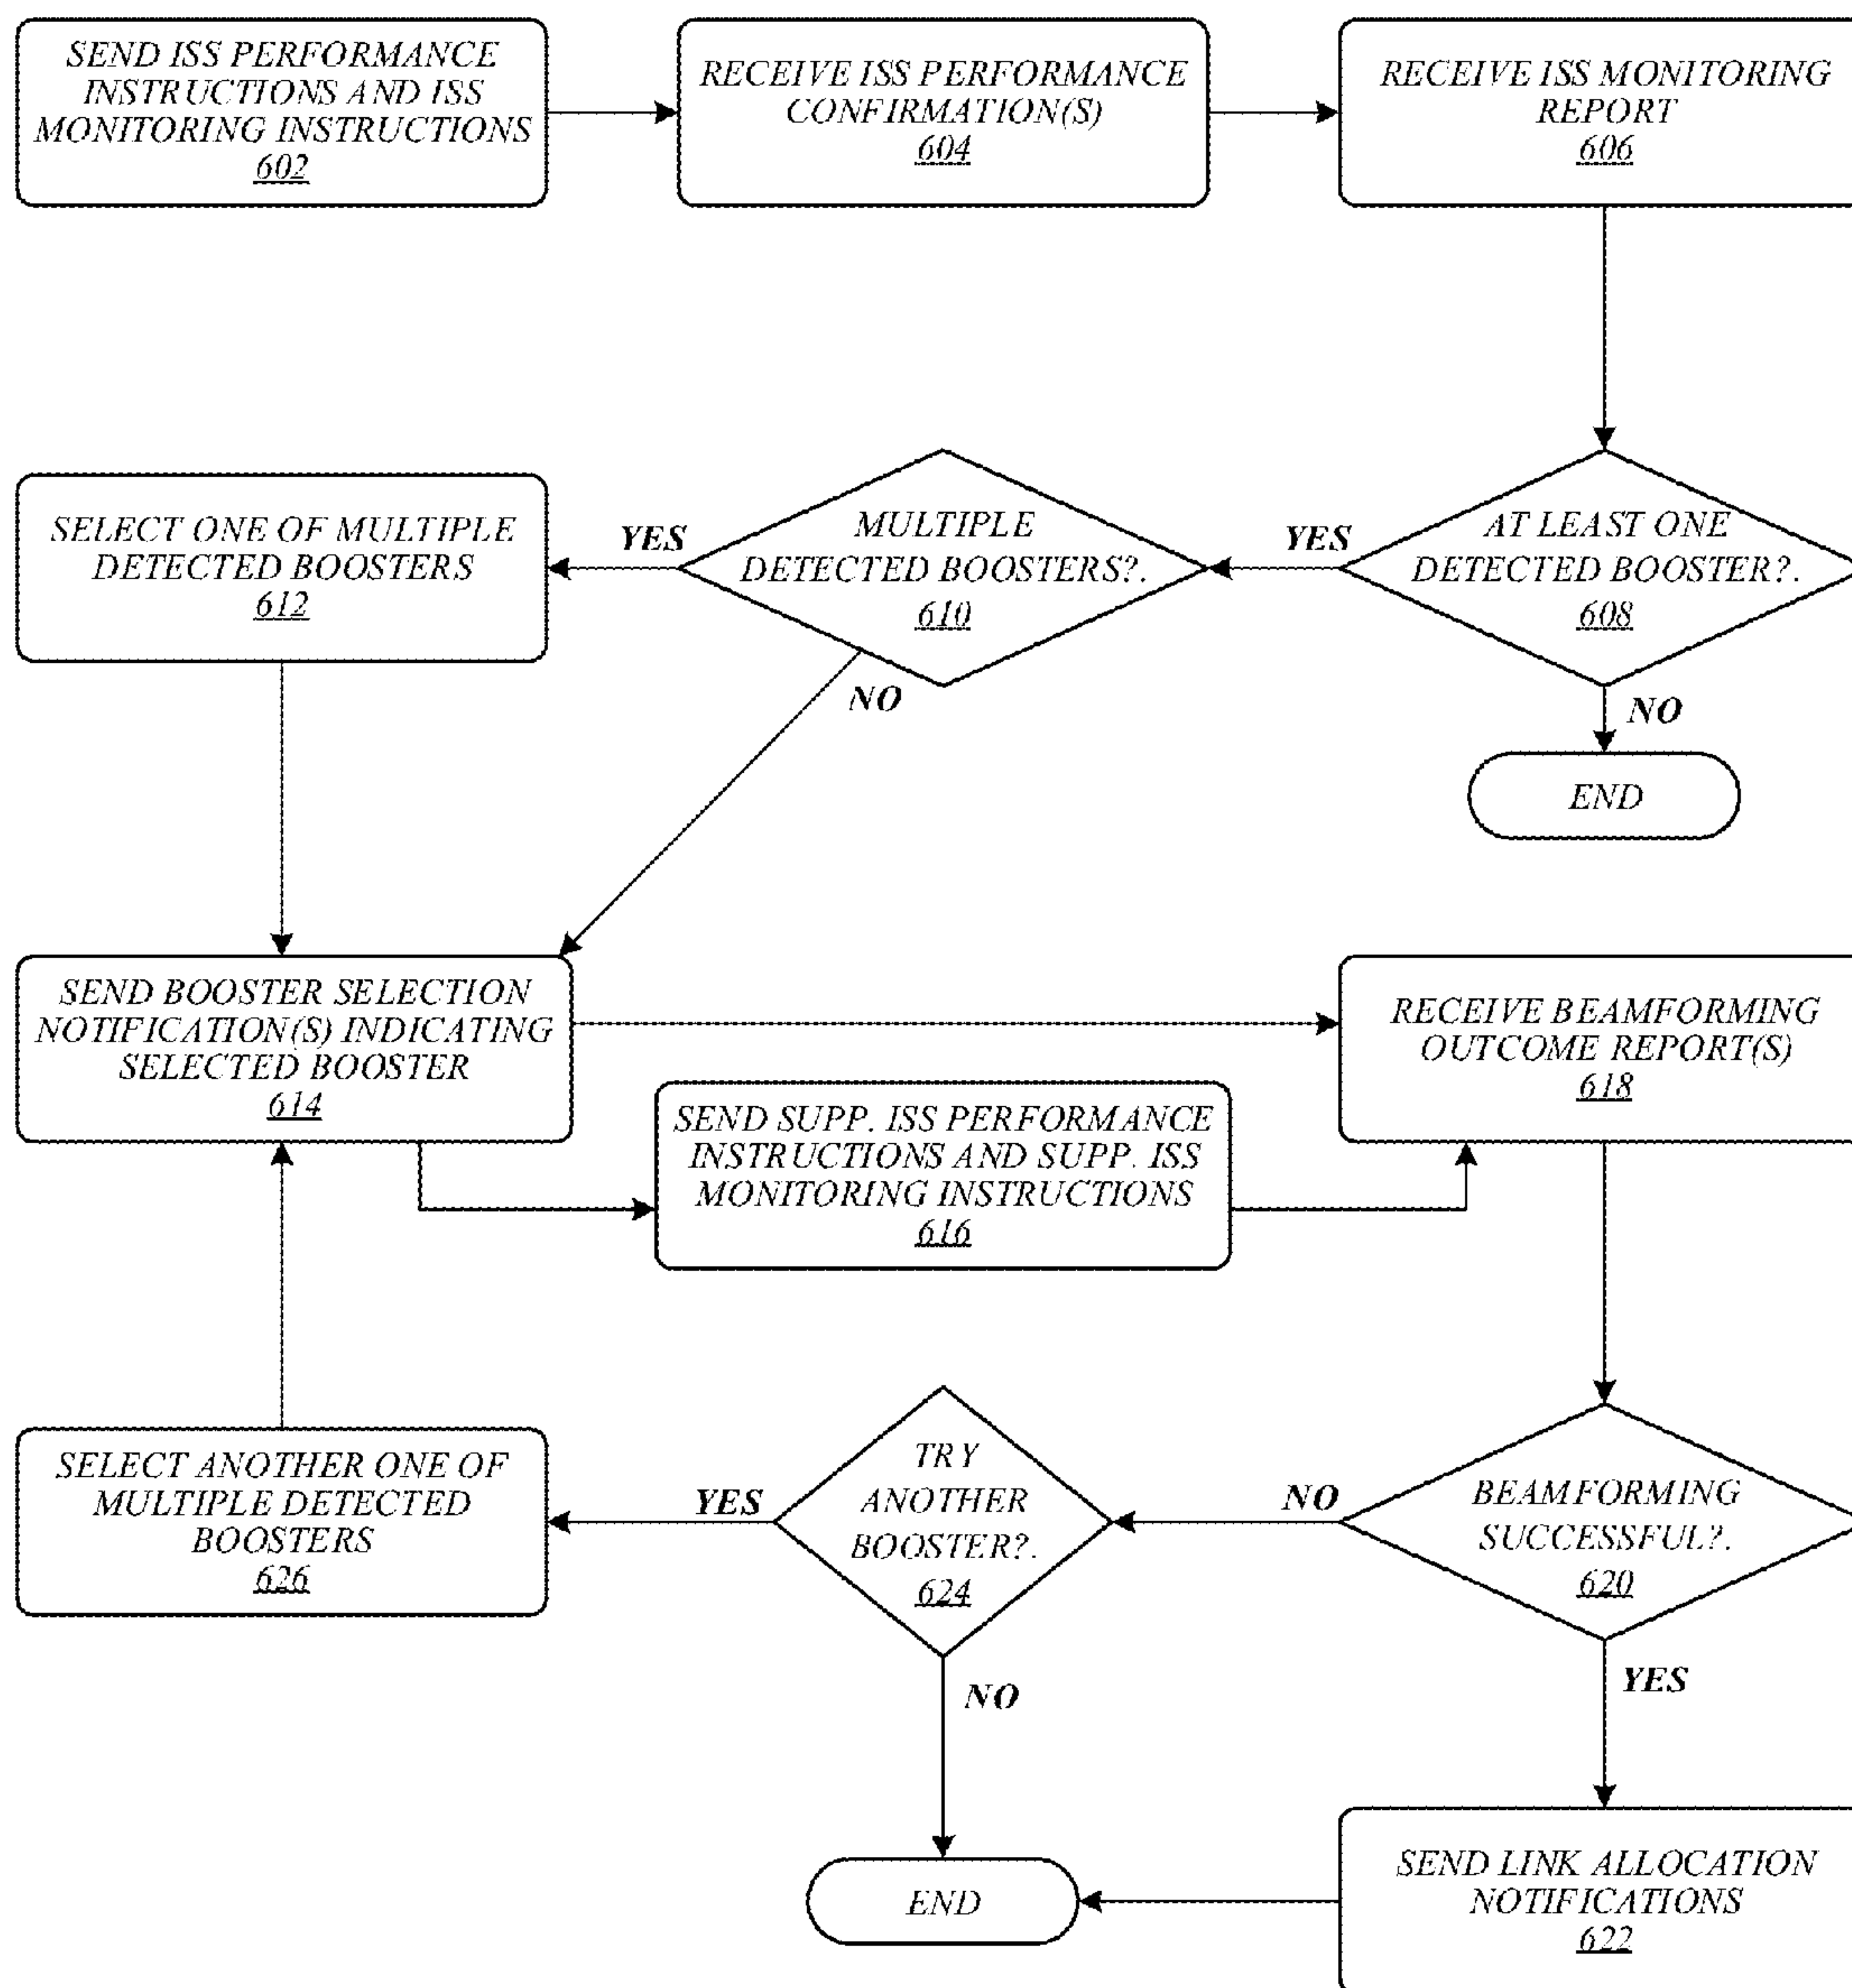 SEND ISS PERFORMANCE
INSTRUCTIONS AND ISS
MONITORING INSTRUCTIONS
602
RECEIVE ISS PERFORMANCE
CONFIRMATION(S)
604
RECEIVE ISS MONITORING
REPORT
606
SELECT ONE OF MULTIPLE
DETECTED BOOSTERS
612
YES
MULTIPLE
DETECTED BOOSTERS?.
610
YES
AT LEAST ONE
DETECTED BOOSTER?.
608
NO
NO
END
SEND BOOSTER SELECTION
NOTIFICATION(S) INDICATING
SELECTED BOOSTER
614
RECEIVE BEAMFORMING
OUTCOME REPORT(S)
618
SEND SUPP. ISS PERFORMANCE
INSTRUCTIONS AND SUPP. ISS
MONITORING INSTRUCTIONS
616
SELECT ANOTHER ONE OF
MULTIPLE DETECTED
BOOSTERS
626
YES
TRY
ANOTHER
BOOSTER?.
624
NO
BEAMFORMING
SUCCESSFUL?.
620
NO
YES
END
SEND LINK ALLOCATION
NOTIFICATIONS
622